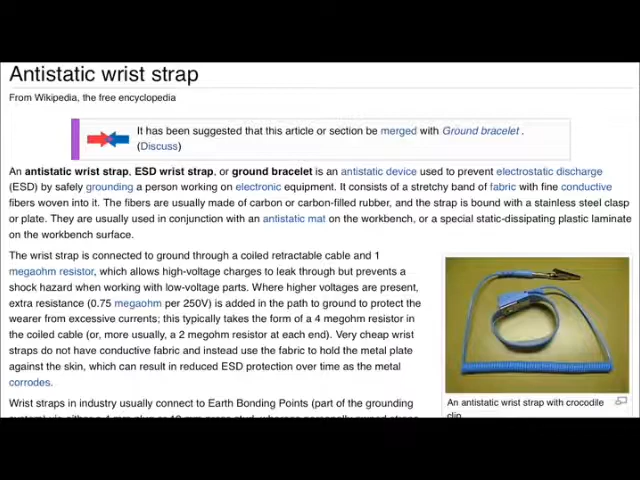 Antistatic wrist strap
From Wikipedia, the free encyclopedia
It has been suggested that this article or section be merged with Ground bracelet .
(Discuss)
An antistatic wrist strap, ESD wrist strap, or ground bracelet is an antistatic device used to prevent electrostatic discharge
(ESD) by safely grounding a person working on electronic equipment. It consists of a stretchy band of fabric with fine conductive
fibers woven into it. The fibers are usually made of carbon or carbon-filled rubber, and the strap is bound with a stainless steel clasp
or plate. They are usually used in conjunction with an antistatic mat on the workbench, or a special static-dissipating plastic laminate
on the workbench surface.
The wrist strap is connected to ground through a coiled retractable cable and 1
megaohm resistor, which allows high-voltage charges to leak through but prevents a
shock hazard when working with low-voltage parts. Where higher voltages are present,
extra resistance (0.75 megaohm per 250V) is added in the path to ground to protect the
wearer from excessive currents; this typically takes the form of a 4 megohm resistor in
the coiled cable (or, more usually, a 2 megohm resistor at each end). Very cheap wrist
straps do not have conductive fabric and instead use the fabric to hold the metal plate
against the skin, which can result in reduced ESD protection over time as the metal
corrodes.
Wrist straps in industry usually connect to Earth Bonding Points (part of the grounding
An antistatic wrist strap with crocodile
clip